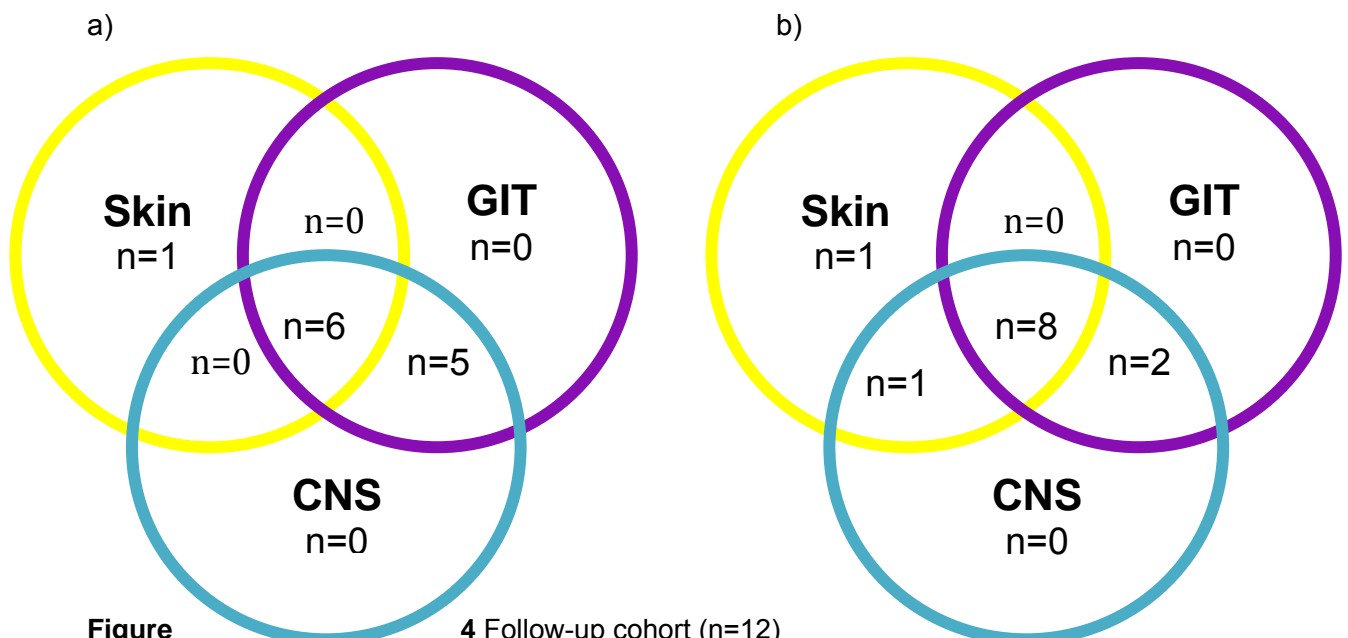 a)
b)
Skin
n=1
n=0
GIT
n=0
n=6
n=0
n=5
CNS
n=0
Skin
n=1
n=0
GIT
n=0
n=8
n=1
n=2
CNS
n=0
Figure 4 Follow-up cohort (n=12)